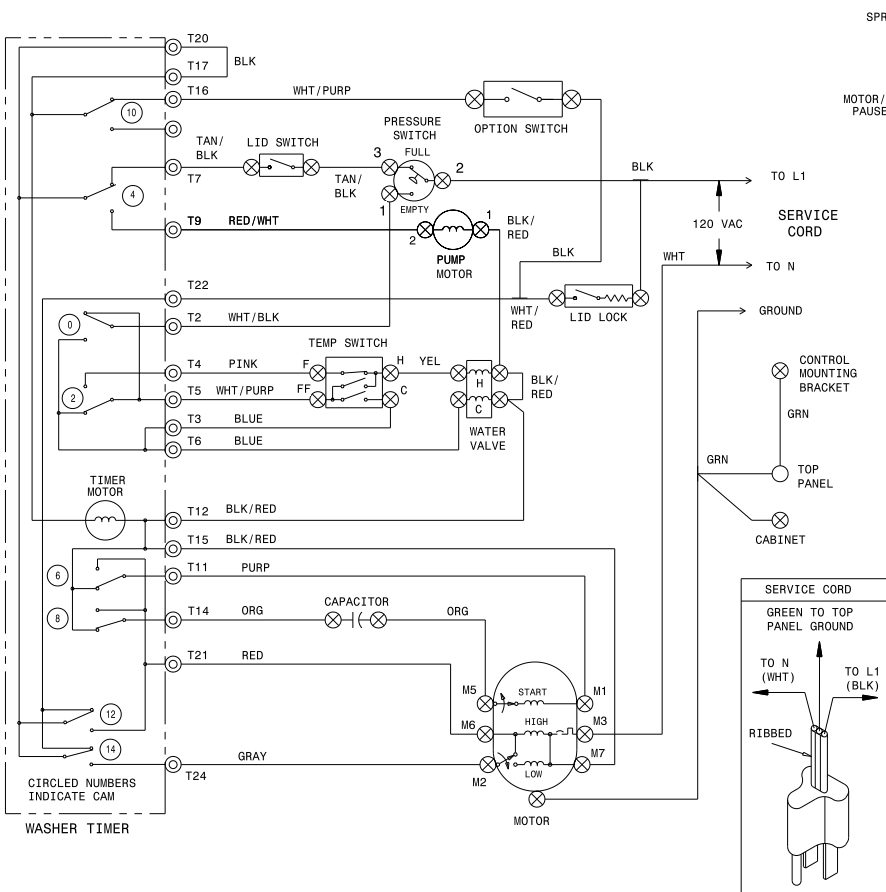 SPR
T20
BLK
T17
T16
WHT/PURP
MOTOR/
PAUSE
10
OPTION SWITCH
PRESSURE
SWITCH
TAN/
BLK
LID SWITCH
FULL
3
2
BLK
T7
TAN/
BLK
TO L1
4
1
EMPTY
T9
RED/WHT
1
BLK/
RED
120 VAC
SERVICE
CORD
2
PUMP
MOTOR
BLK
WHT
TO N
T22
0
T2
WHT/BLK
WHT/
RED
LID LOCK
GROUND
TEMP SWITCH
T4
PINK
F
H
YEL
CONTROL
MOUNTING
BRACKET
2
T5
WHT/PURP
FF
C
H
BLK/
RED
C
T3
BLUE
GRN
T6
BLUE
WATER
VALVE
GRN
TIMER
MOTOR
TOP
PANEL
T12
BLK/RED
T15
BLK/RED
CABINET
6
T11
PURP
SERVICE CORD
8
T14
ORG
CAPACITOR
ORG
GREEN TO TOP
PANEL GROUND
T21
RED
TO N
(WHT)
TO L1
(BLK)
M5
START
M1
12
M6
HIGH
M3
RIBBED
14
GRAY
M7
T24
M2
LOW
CIRCLED NUMBERS
INDICATE CAM
MOTOR
WASHER TIMER